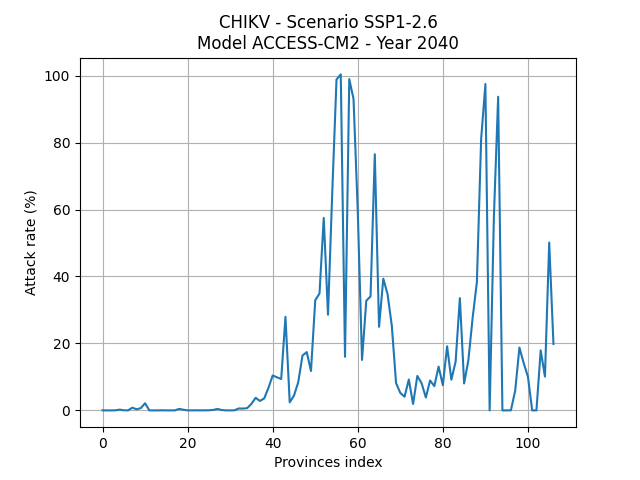 CHIKV - Scenario SSP1-2.6
Model ACCESS-CM2 - Year 2040
100
80
60
40
20
0
Attack rate (%)
0 20 40 60 80 100
Provinces index